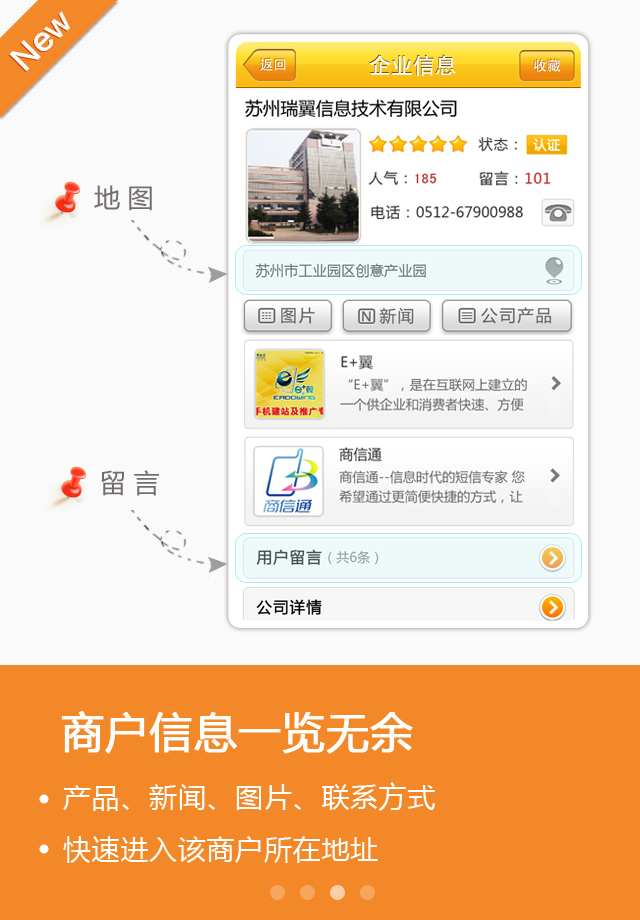 New
返回
企业信息
收藏
苏州瑞翼信息技术有限公司
状态：认证
人气：185
留言：101
电话：0512-67900988
地图
苏州市工业园区创意产业园
图片
新闻
公司产品
E+翼
“E+翼”，是在互联网上建立的
一个供企业和消费者快速、方便
e+翼
EADOWING
手机建站及推广专
商信通
商信通--信息时代的短信专家 您
希望通过更简便快捷的方式，让
商信通
留言
用户留言（共6条）
公司详情
商户信息一览无余
• 产品、新闻、图片、联系方式
• 快速进入该商户所在地址